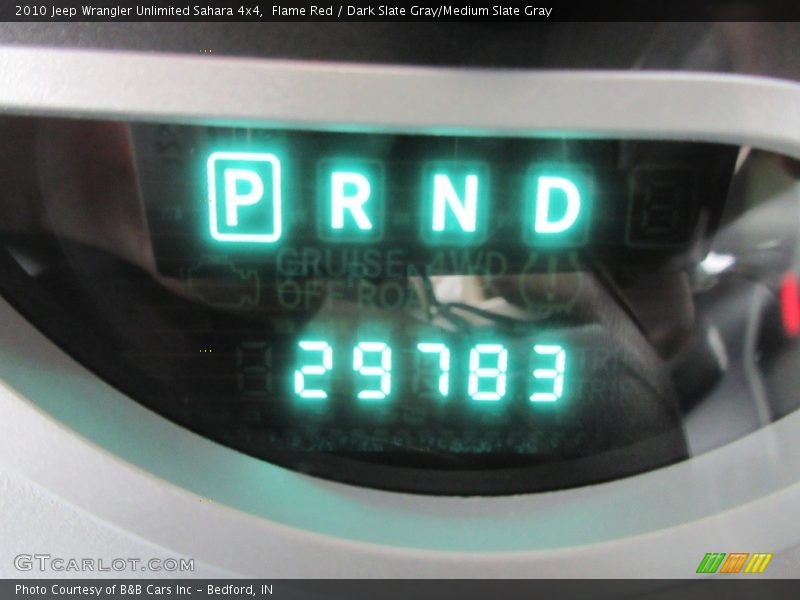 2010 Jeep Wrangler Unlimited Sahara 4x4,  Flame Red / Dark Slate Gray/Medium Slate Gray
P R N D
CRUISE 4WD
OFF ROAD
29783
GTCARLOT.COM
Photo Courtesy of B&B Cars Inc - Bedford, IN